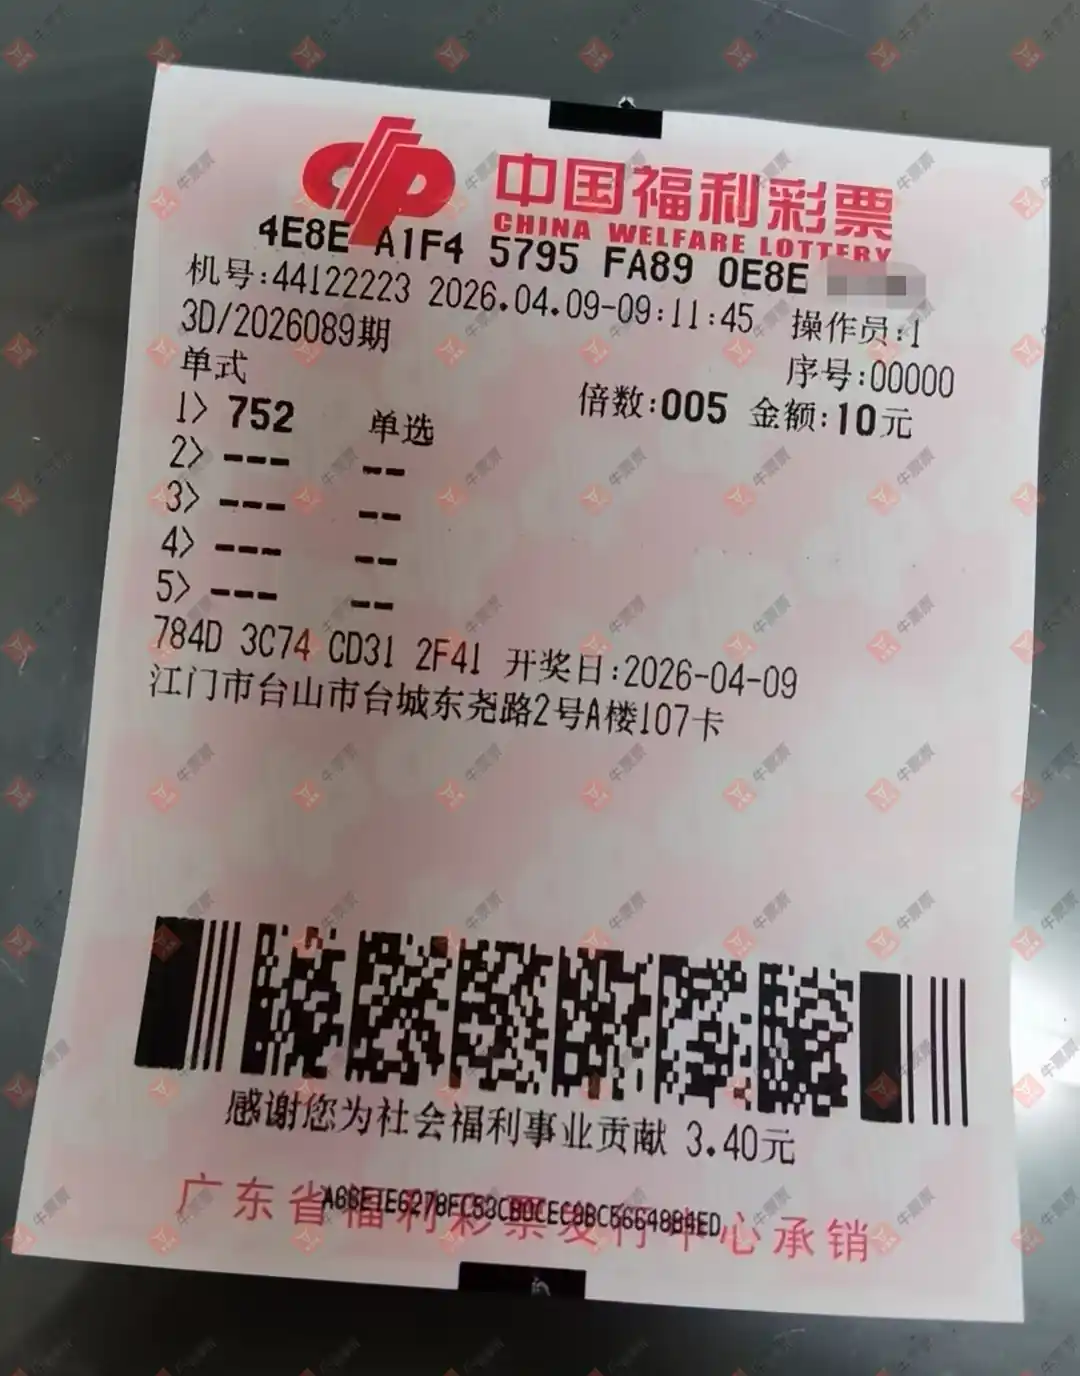 中国福利彩票
CHINA WELFARE LOTTERY
4E8E A1F4 5795 FA89 0E8E
机号:44122223 2026.04.09-09:11:45 操作员:1
3D/2026089期 序号:00000
单式 倍数:005 金额:10元
1> 752 单选
2> --- --
3> --- --
4> --- --
5> --- --
784D 3C74 CD31 2F41 开奖日:2026-04-09
江门市台山市台城东尧路2号A楼107卡
感谢您为社会福利事业贡献 3.40元
广东省福利彩票发行中心承销
牛票票